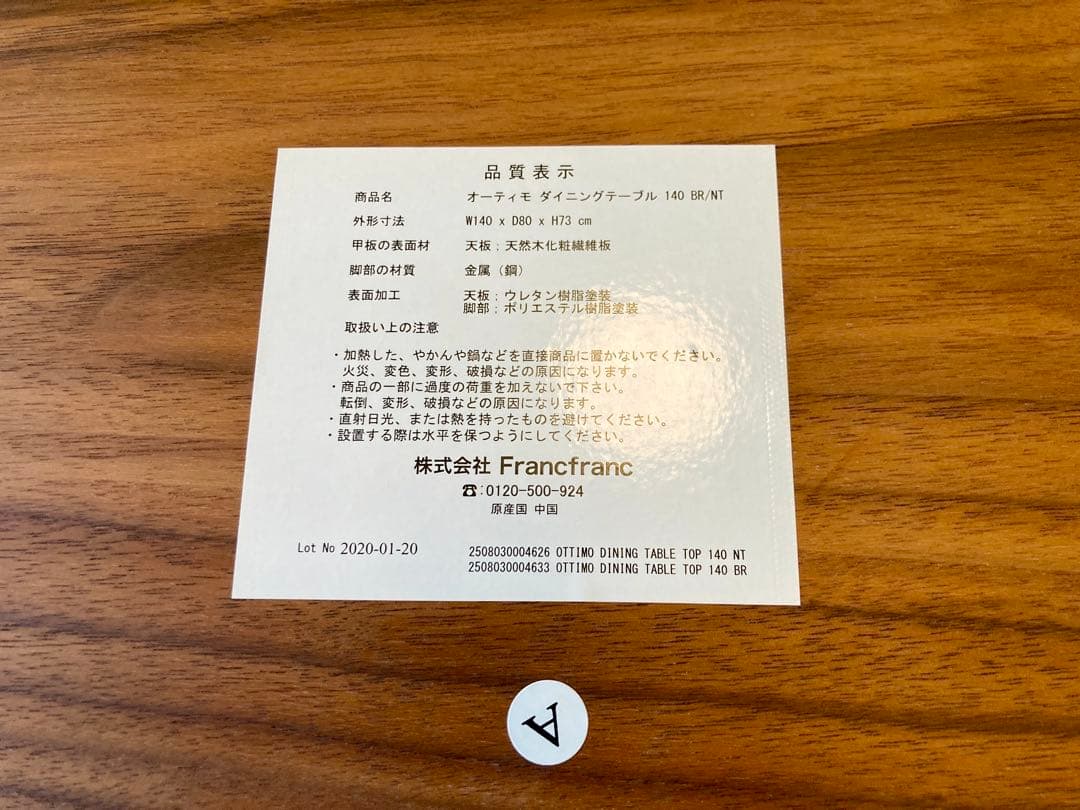 品質表示
商品名 オーティモ ダイニングテーブル 140 BR/NT
外形寸法 W140 x D80 x H73 cm
甲板の表面材 天板：天然木化粧繊維板
脚部の材質 金属（鋼）
表面加工 天板：ウレタン樹脂塗装
脚部：ポリエステル樹脂塗装
取扱い上の注意
・加熱した、やかんや鍋などを直接商品に置かないでください。
火災、変色、変形、破損などの原因になります。
・商品の一部に過度の荷重を加えないで下さい。
転倒、変形、破損などの原因になります。
・直射日光、または熱を持ったものを避けてください。
・設置する際は水平を保つようにしてください。
株式会社 Francfranc
☎:0120-500-924
原産国 中国
Lot No 2020-01-20
2508030004626 OTTIMO DINING TABLE TOP 140 NT
2508030004633 OTTIMO DINING TABLE TOP 140 BR
A